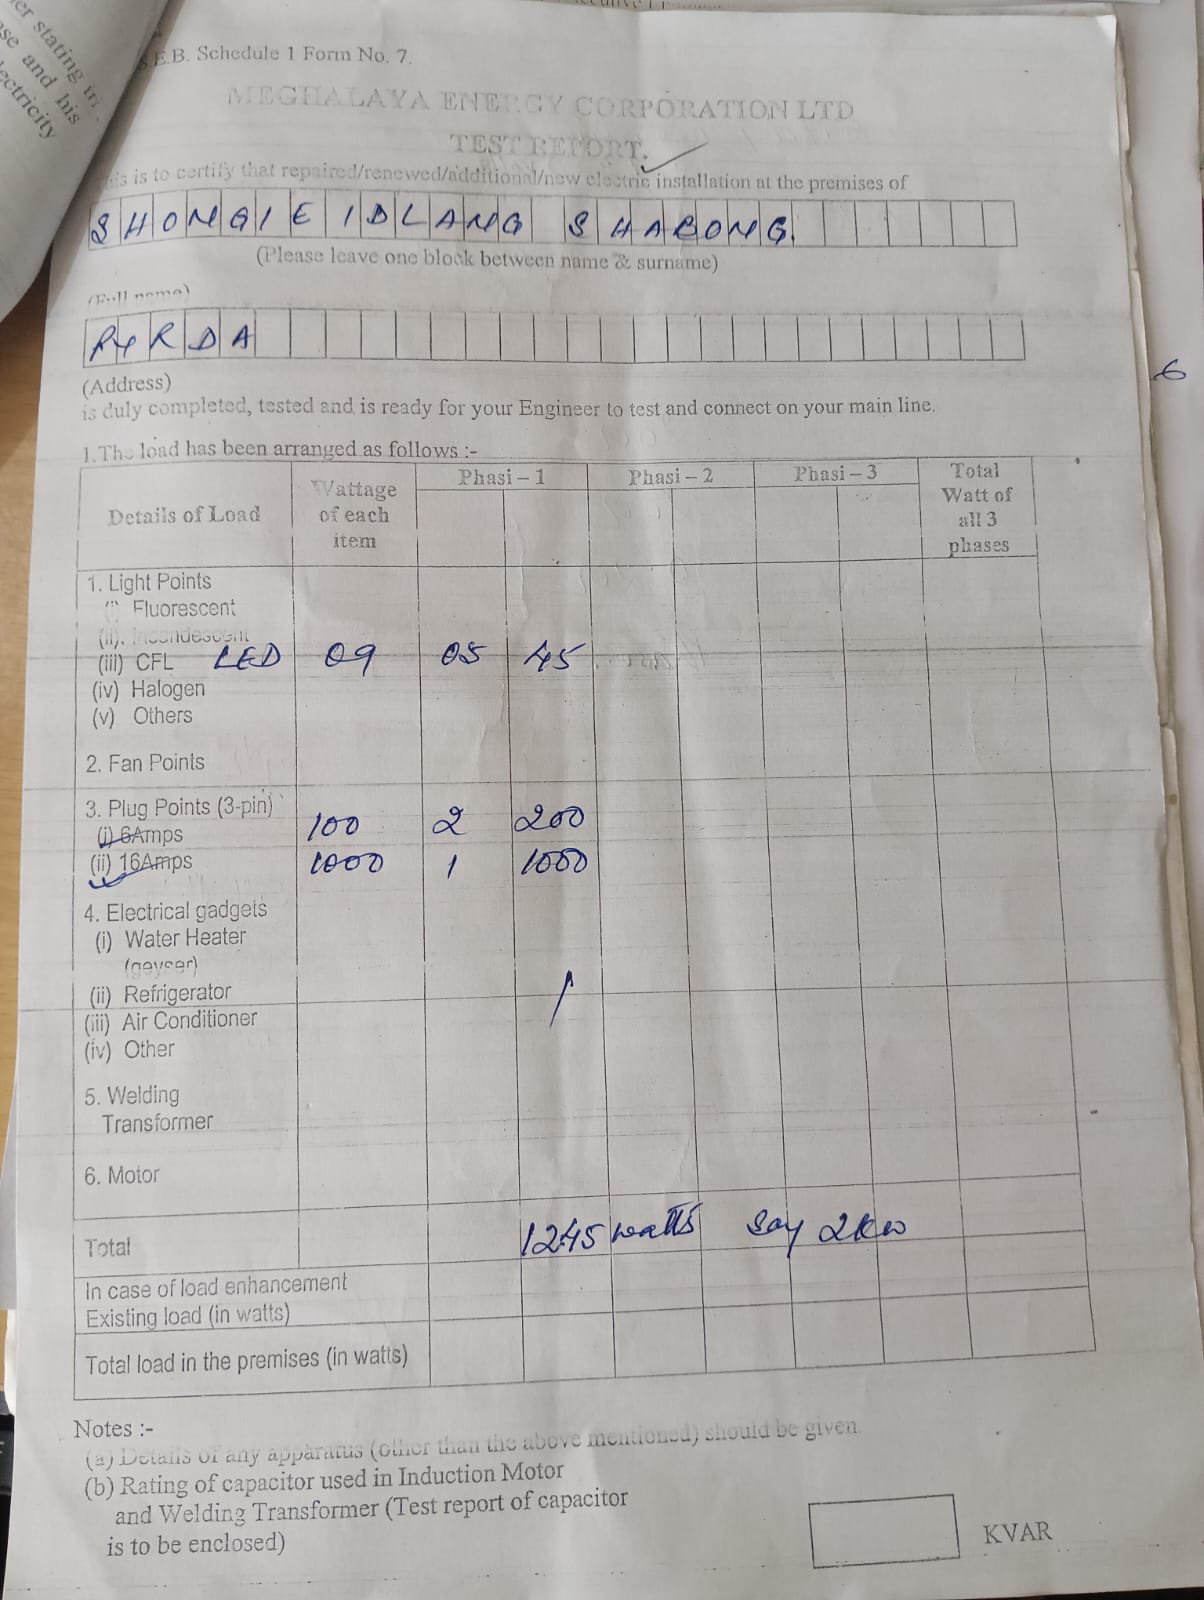 er stating
se and his
ectricity
S.E.B. Schedule 1 Form No. 7.
MEGHALAYA ENERGY CORPORATION LTD
TEST REPORT.
This is to certify that repaired/renewed/additional/new electric installation at the premises of
SHONGIE IDLANG SHABONG.
(Please leave one block between name & surname)
(Full name)
RYRDA
(Address)
is duly completed, tested and is ready for your Engineer to test and connect on your main line.
1.The load has been arranged as follows :-
Details of Load Wattage of each item Phasi – 1 Phasi – 2 Phasi – 3 Total Watt of all 3 phases
1. Light Points
(i) Fluorescent
(ii). Incandescent
(iii) CFL LED 09 05 45
(iv) Halogen
(v) Others
2. Fan Points
3. Plug Points (3-pin)
(i) 6Amps 100 2 200
(ii) 16Amps 1000 1 1000
4. Electrical gadgets
(i) Water Heater
(geyser)
(ii) Refrigerator
(iii) Air Conditioner
(iv) Other
5. Welding
Transformer
6. Motor
Total 1245 watts say 2kw
In case of load enhancement
Existing load (in watts)
Total load in the premises (in watts)
Notes :-
(a) Details of any apparatus (other than the above mentioned) should be given
(b) Rating of capacitor used in Induction Motor
and Welding Transformer (Test report of capacitor
is to be enclosed)
KVAR
6